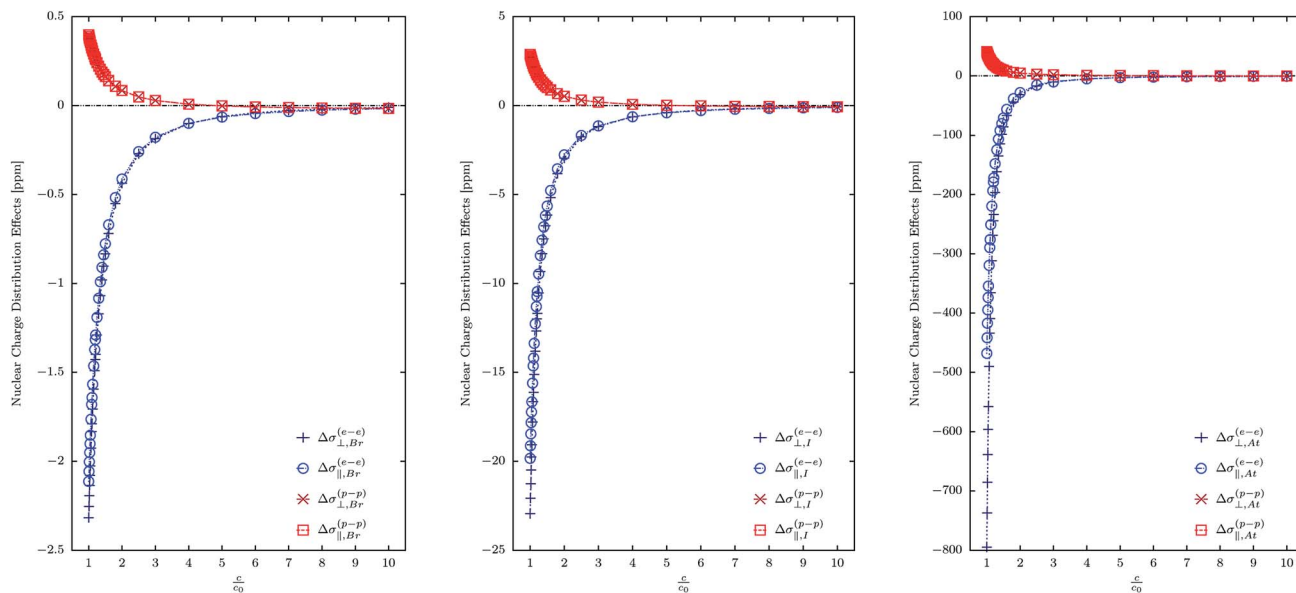 Nuclear Charge Distribution Effects [ppm]
0.5
0
−0.5
−1
−1.5
−2
−2.5
1 2 3 4 5 6 7 8 9 10
c/c₀
Δσ⊥,Br(e−e)
Δσ∥,Br(e−e)
Δσ⊥,Br(p−p)
Δσ∥,Br(p−p)
Nuclear Charge Distribution Effects [ppm]
5
0
−5
−10
−15
−20
−25
1 2 3 4 5 6 7 8 9 10
c/c₀
Δσ⊥,I(e−e)
Δσ∥,I(e−e)
Δσ⊥,I(p−p)
Δσ∥,I(p−p)
Nuclear Charge Distribution Effects [ppm]
100
0
−100
−200
−300
−400
−500
−600
−700
−800
1 2 3 4 5 6 7 8 9 10
c/c₀
Δσ⊥,At(e−e)
Δσ∥,At(e−e)
Δσ⊥,At(p−p)
Δσ∥,At(p−p)